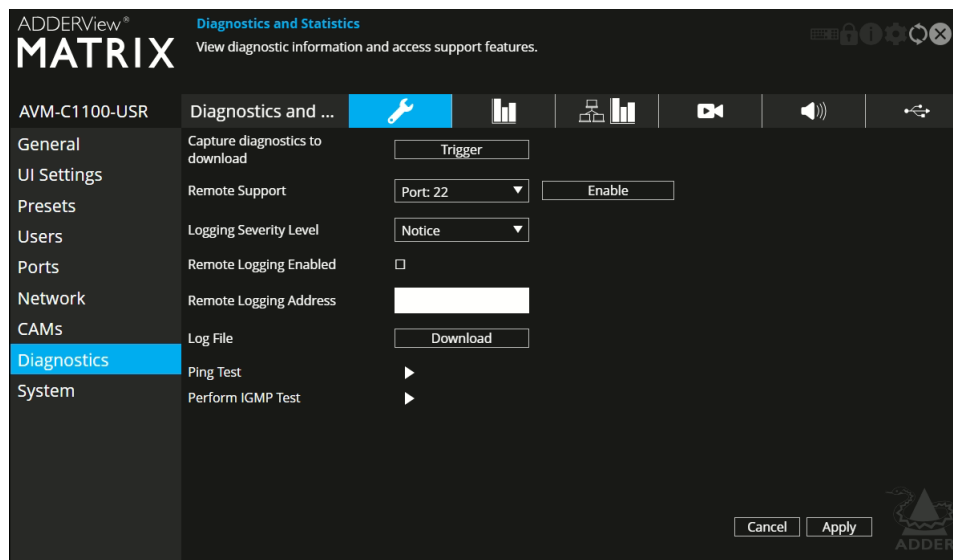 ADDERView®
MATRIX
Diagnostics and Statistics
View diagnostic information and access support features.
AVM-C1100-USR
Diagnostics and ...
General
UI Settings
Presets
Users
Ports
Network
CAMs
Diagnostics
System
Capture diagnostics to
download
Trigger
Remote Support
Port: 22
Enable
Logging Severity Level
Notice
Remote Logging Enabled
Remote Logging Address
Log File
Download
Ping Test
Perform IGMP Test
Cancel
Apply
ADDER